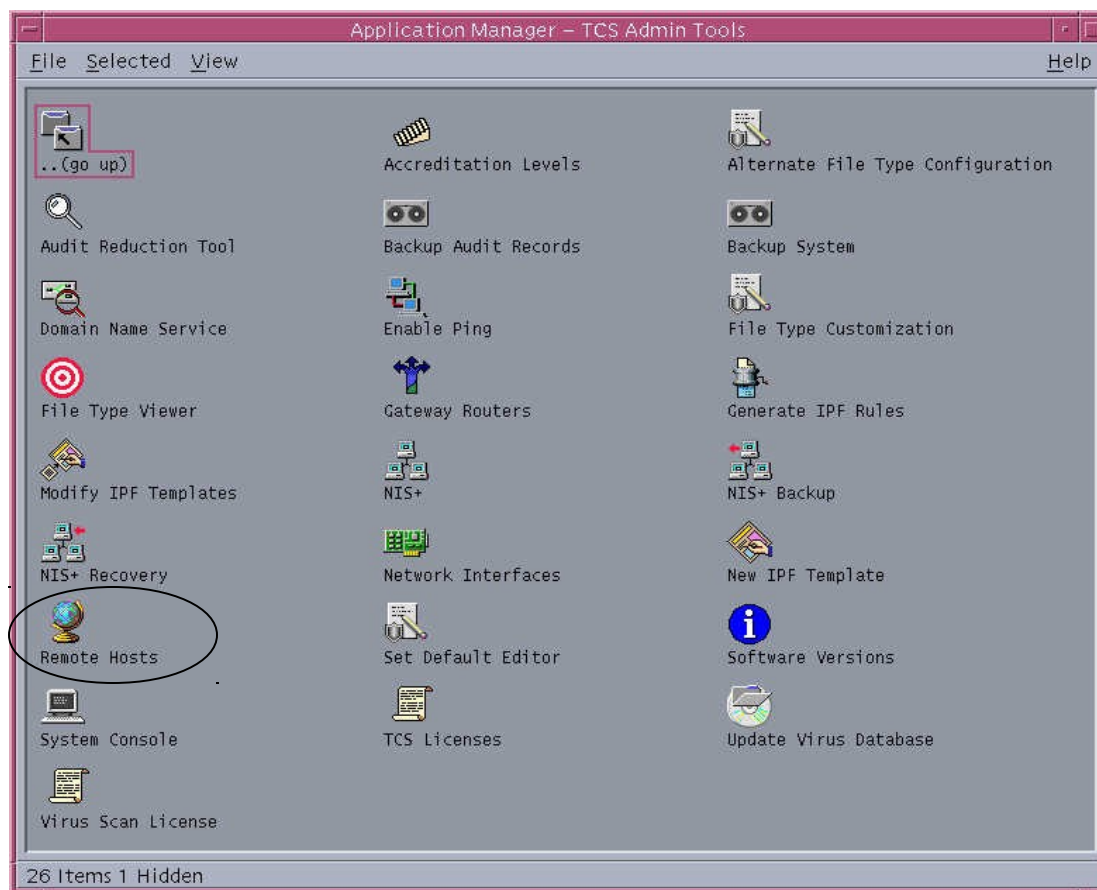 Application Manager – TCS Admin Tools
File Selected View Help
..(go up)
Accreditation Levels
Alternate File Type Configuration
Audit Reduction Tool
Backup Audit Records
Backup System
Domain Name Service
Enable Ping
File Type Customization
File Type Viewer
Gateway Routers
Generate IPF Rules
Modify IPF Templates
NIS+
NIS+ Backup
NIS+ Recovery
Network Interfaces
New IPF Template
Remote Hosts
Set Default Editor
Software Versions
System Console
TCS Licenses
Update Virus Database
Virus Scan License
26 Items 1 Hidden